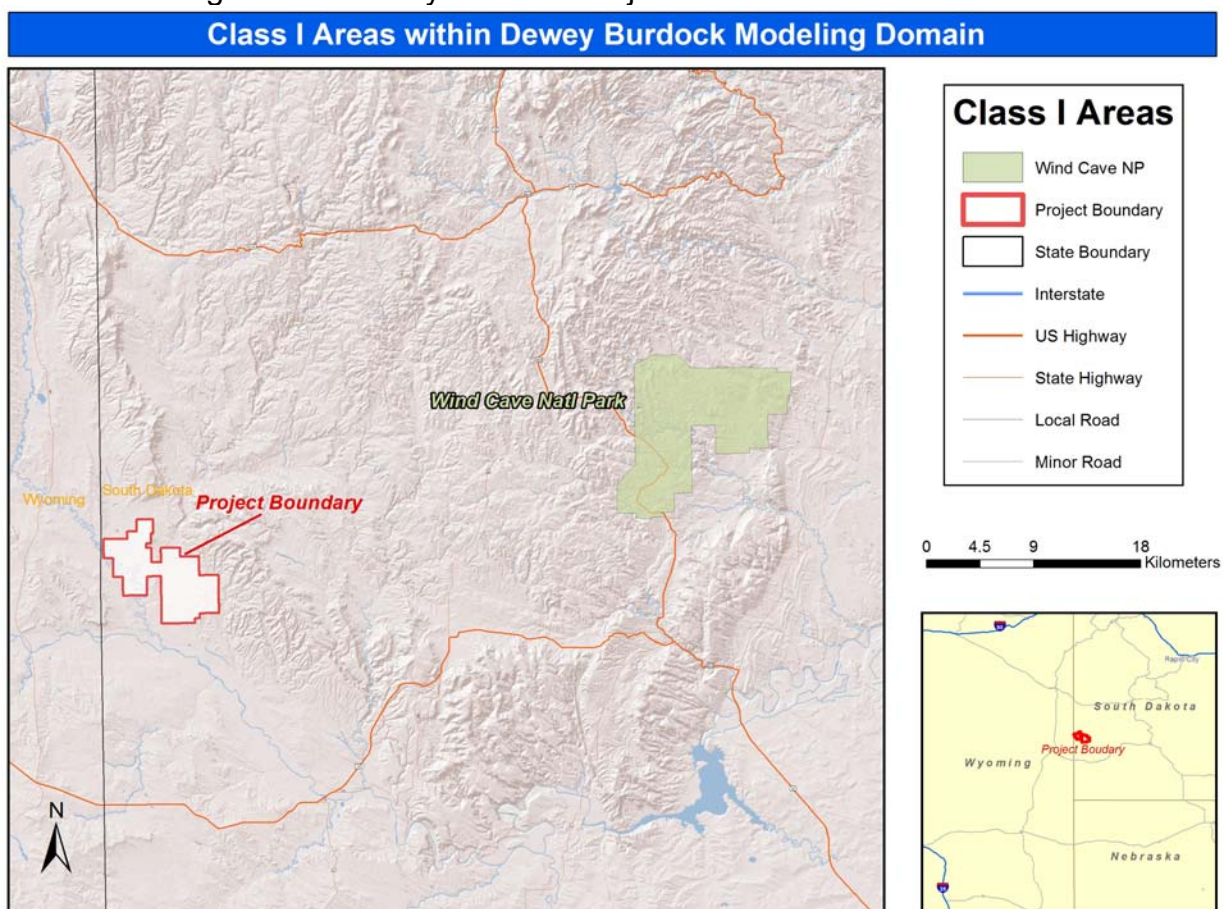 Class I Areas within Dewey Burdock Modeling Domain
Wind Cave Natl Park
Wyoming
South Dakota
Project Boundary
N
Class I Areas
Wind Cave NP
Project Boundary
State Boundary
Interstate
US Highway
State Highway
Local Road
Minor Road
0 4.5 9 18
Kilometers
Rapid City
South Dakota
Project Boudary
Wyoming
Nebraska